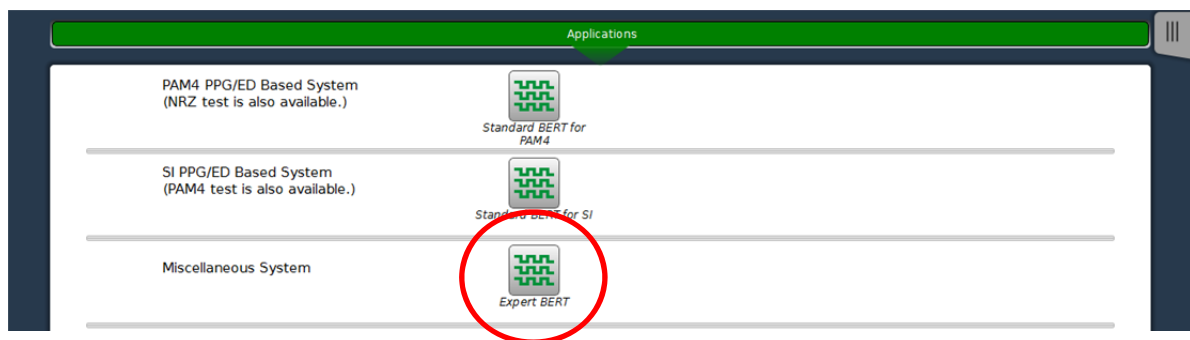 Applications
PAM4 PPG/ED Based System
(NRZ test is also available.)
Standard BERT for
PAM4
SI PPG/ED Based System
(PAM4 test is also available.)
Standard BERT for SI
Miscellaneous System
Expert BERT